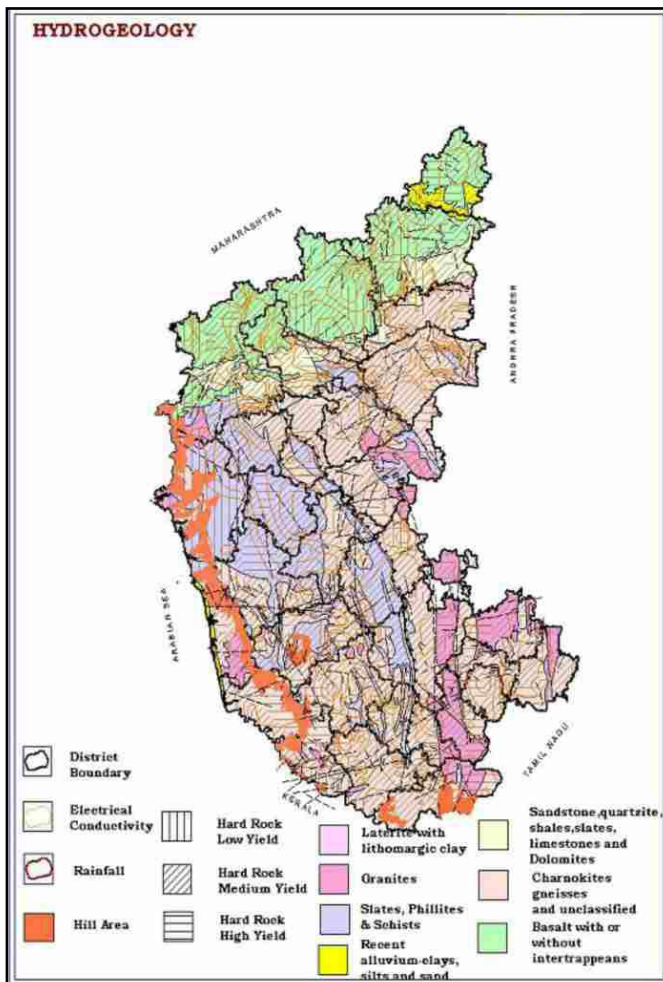 HYDROGEOLOGY
MAHARASHTRA
ANDHRA PRADESH
ARABIAN SEA
TAMIL NADU
KERALA
District
Boundary
Electrical
Conductivity
Rainfall
Hill Area
Hard Rock
Low Yield
Hard Rock
Medium Yield
Hard Rock
High Yield
Laterite with
lithomargic clay
Granites
Slates, Phillites
& Schists
Recent
alluvium-clays,
silts and sand
Sandstone,quartzite,
shales,slates,
limestones and
Dolomites
Charnokites
gneisses
and unclassified
Basalt with or
without
intertrappeans